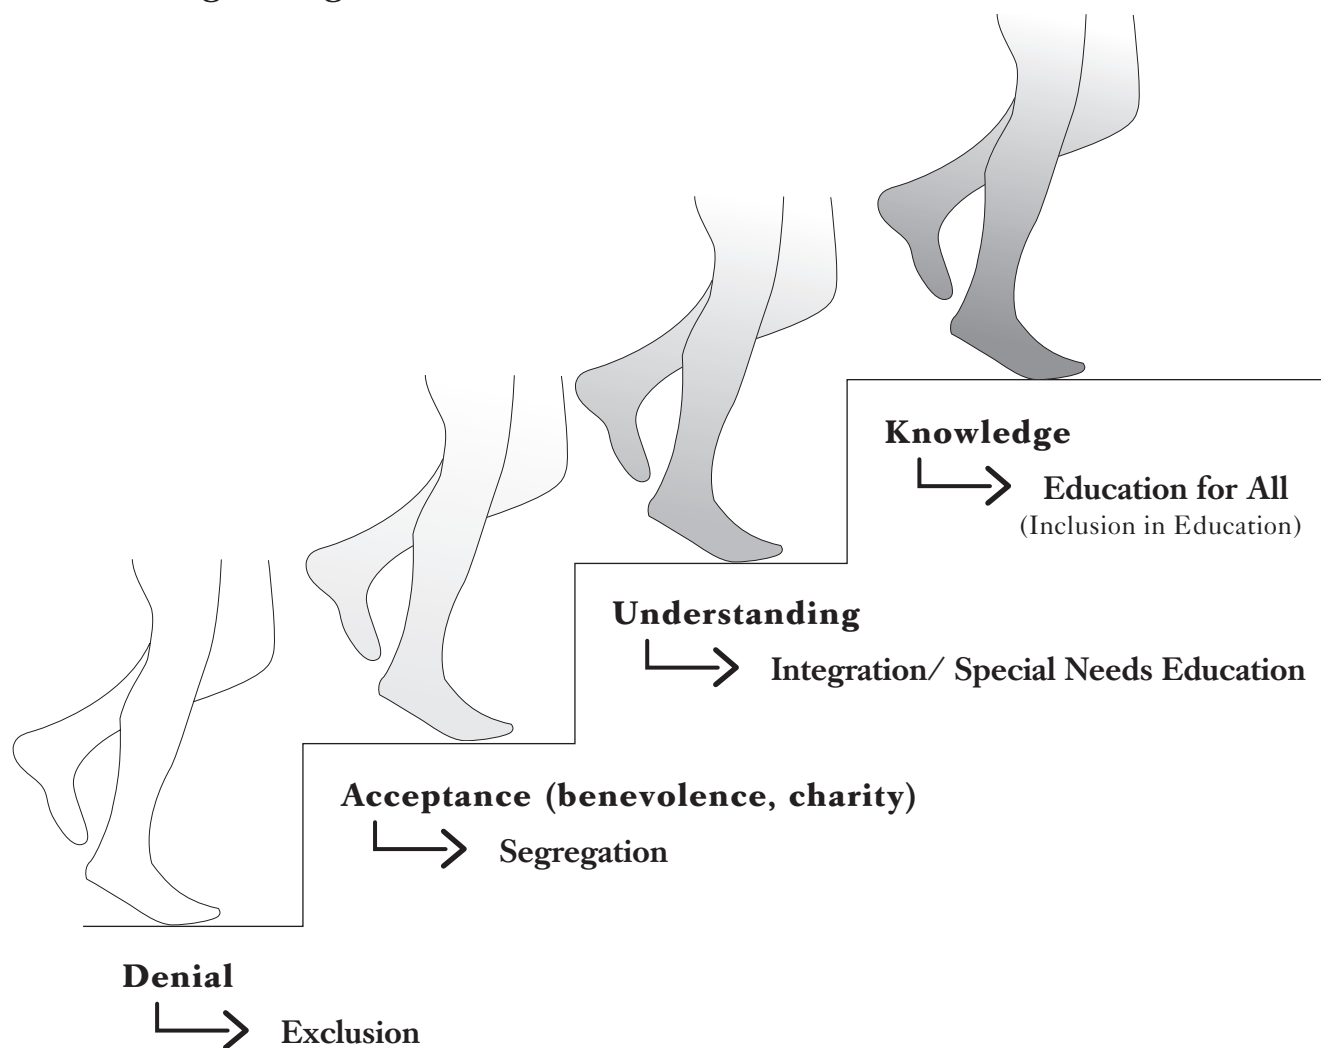 Knowledge
Education for All
(Inclusion in Education)
Understanding
Integration/ Special Needs Education
Acceptance (benevolence, charity)
Segregation
Denial
Exclusion